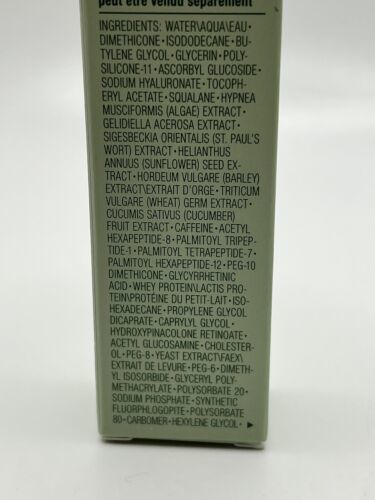 peut être vendu séparément
INGREDIENTS: WATER\AQUA\EAU•
DIMETHICONE•ISODODECANE•BU-
TYLENE GLYCOL•GLYCERIN•POLY-
SILICONE-11•ASCORBYL GLUCOSIDE•
SODIUM HYALURONATE•TOCOPH-
ERYL ACETATE•SQUALANE•HYPNEA
MUSCIFORMIS (ALGAE) EXTRACT•
GELIDIELLA ACEROSA EXTRACT•
SIGESBECKIA ORIENTALIS (ST. PAUL'S
WORT) EXTRACT•HELIANTHUS
ANNUUS (SUNFLOWER) SEED EX-
TRACT•HORDEUM VULGARE (BARLEY)
EXTRACT\EXTRAIT D'ORGE•TRITICUM
VULGARE (WHEAT) GERM EXTRACT•
CUCUMIS SATIVUS (CUCUMBER)
FRUIT EXTRACT•CAFFEINE•ACETYL
HEXAPEPTIDE-8•PALMITOYL TRIPEP-
TIDE-1•PALMITOYL TETRAPEPTIDE-7•
PALMITOYL HEXAPEPTIDE-12•PEG-10
DIMETHICONE•GLYCYRRHETINIC
ACID•WHEY PROTEIN\LACTIS PRO-
TEIN\PROTÉINE DU PETIT-LAIT•ISO-
HEXADECANE•PROPYLENE GLYCOL
DICAPRATE•CAPRYLYL GLYCOL•
HYDROXYPINACOLONE RETINOATE•
ACETYL GLUCOSAMINE•CHOLESTER-
OL•PEG-8•YEAST EXTRACT\FAEX\
EXTRAIT DE LEVURE•PEG-6•DIMETH-
YL ISOSORBIDE•GLYCERYL POLY-
METHACRYLATE•POLYSORBATE 20•
SODIUM PHOSPHATE•SYNTHETIC
FLUORPHLOGOPITE•POLYSORBATE
80•CARBOMER•HEXYLENE GLYCOL• ►